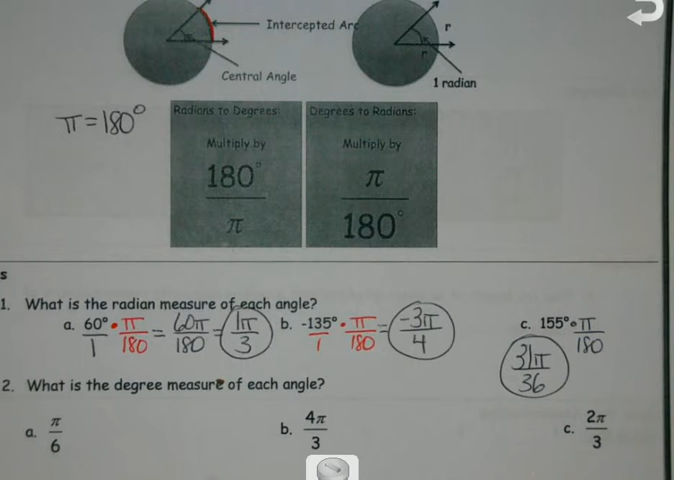 Intercepted Arc
r
r
Central Angle
1 radian
π = 180°
Radians to Degrees:
Multiply by
180°
π
Degrees to Radians:
Multiply by
π
180°
s
1. What is the radian measure of each angle?
a. 60°/1 • π/180 = 60π/180 = 1π/3
b. -135°/1 • π/180 = -3π/4
c. 155° • π/180
31π/36
2. What is the degree measure of each angle?
a. π/6
b. 4π/3
c. 2π/3